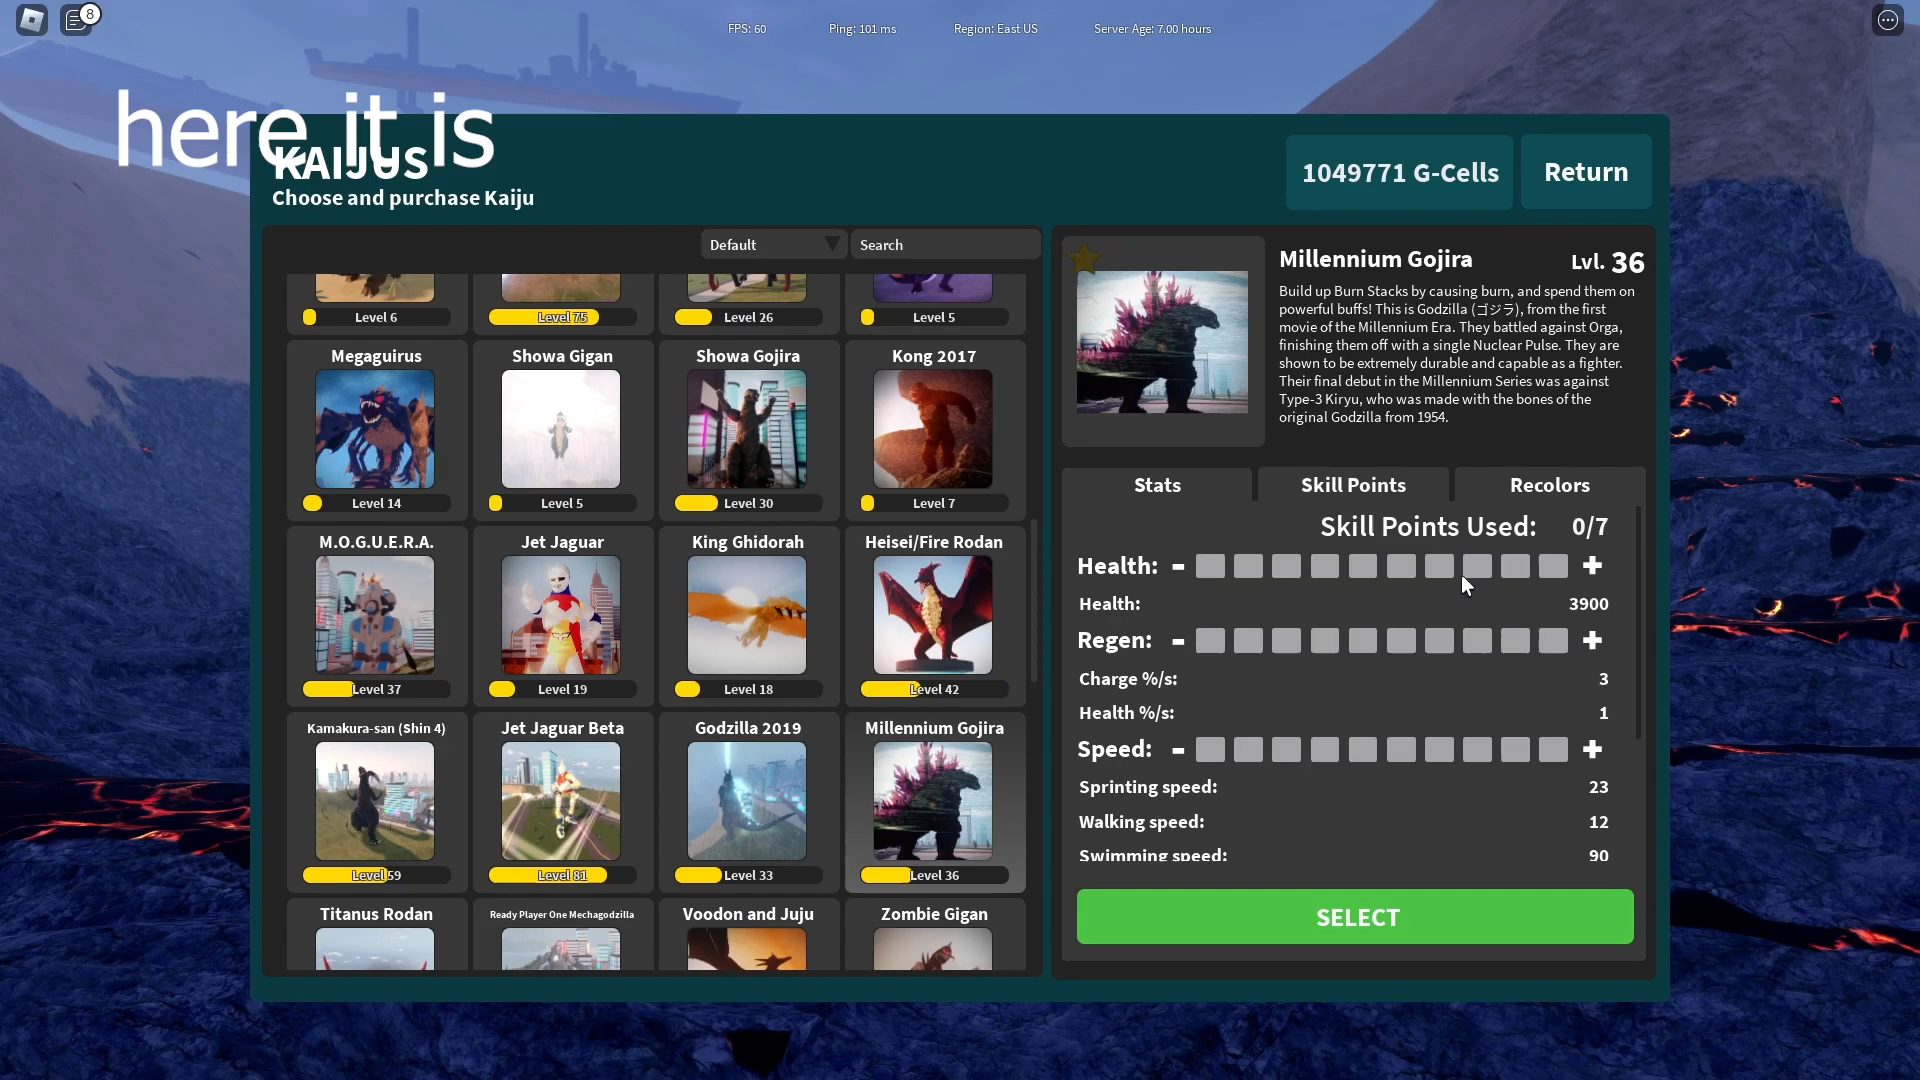 8
FPS: 60
Ping: 101 ms
Region: East US
Server Age: 7.00 hours
here it is
KAIJUS
Choose and purchase Kaiju
1049771 G-Cells
Return
Default
Search
Level 6
Level 75
Level 26
Level 5
Megaguirus
Showa Gigan
Showa Gojira
Kong 2017
Level 14
Level 5
Level 30
Level 7
M.O.G.U.E.R.A.
Jet Jaguar
King Ghidorah
Heisei/Fire Rodan
Level 37
Level 19
Level 18
Level 42
Kamakura-san (Shin 4)
Jet Jaguar Beta
Godzilla 2019
Millennium Gojira
Level 59
Level 81
Level 33
Level 36
Titanus Rodan
Ready Player One Mechagodzilla
Voodon and Juju
Zombie Gigan
Millennium Gojira
Lvl. 36
Build up Burn Stacks by causing burn, and spend them on
powerful buffs! This is Godzilla (ゴジラ), from the first
movie of the Millennium Era. They battled against Orga,
finishing them off with a single Nuclear Pulse. They are
shown to be extremely durable and capable as a fighter.
Their final debut in the Millennium Series was against
Type-3 Kiryu, who was made with the bones of the
original Godzilla from 1954.
Stats
Skill Points
Recolors
Skill Points Used: 0/7
Health: - +
Health: 3900
Regen: - +
Charge %/s: 3
Health %/s: 1
Speed: - +
Sprinting speed: 23
Walking speed: 12
Swimming speed: 90
SELECT